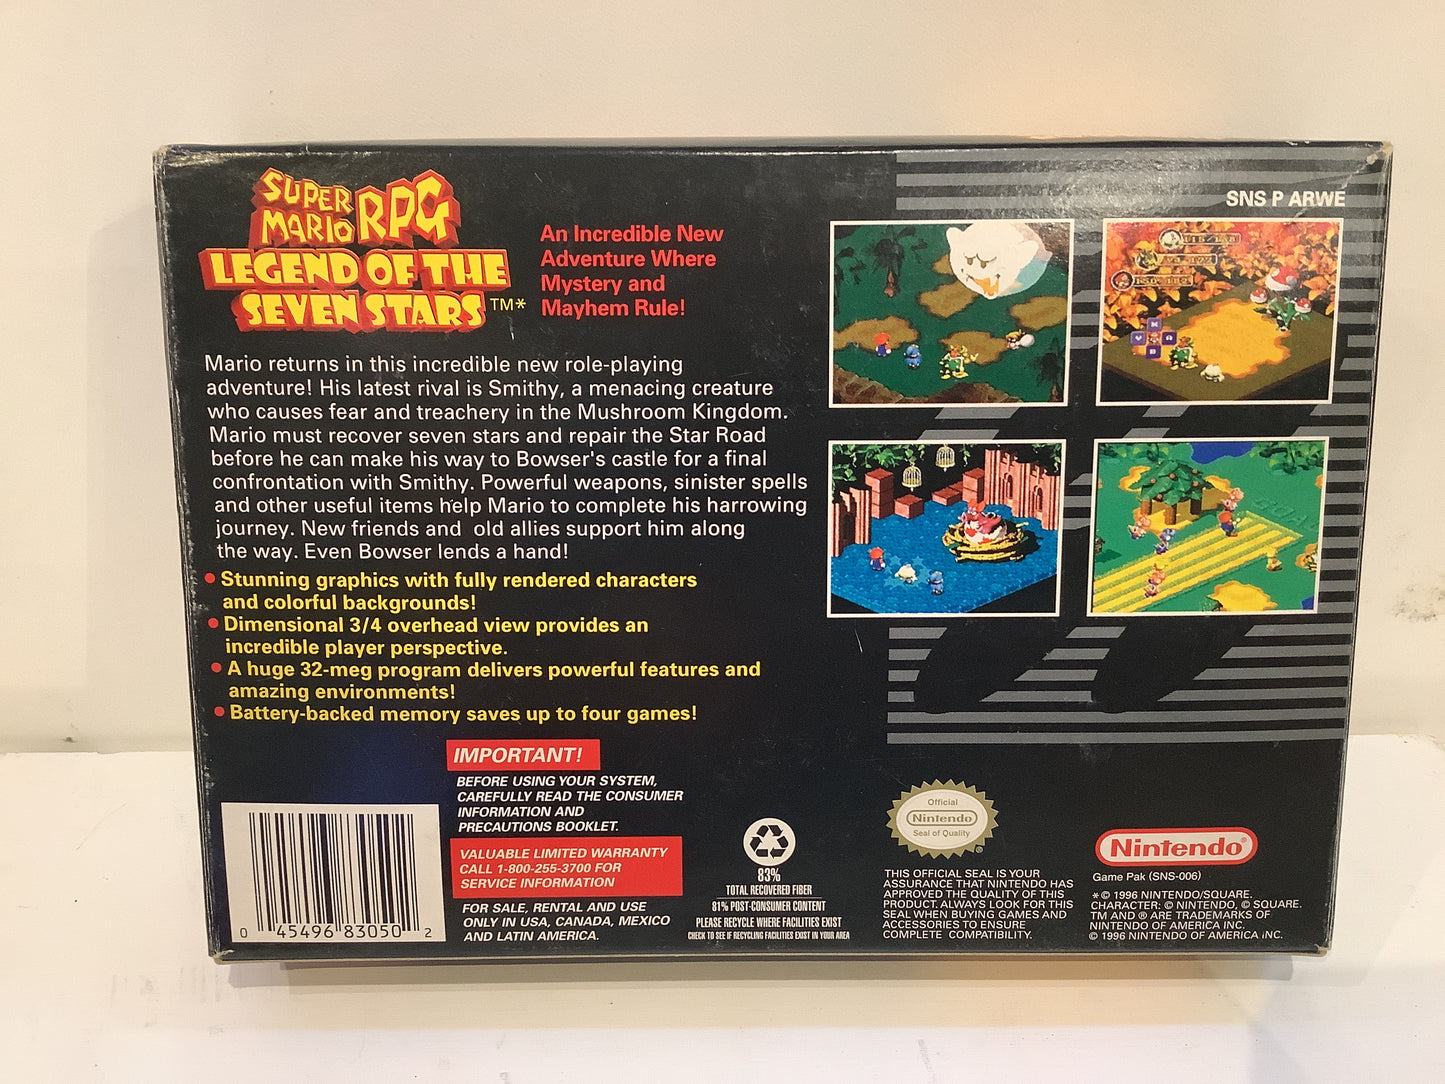 SUPER
MARIO RPG
LEGEND OF THE
SEVEN STARS TM*
An Incredible New
Adventure Where
Mystery and
Mayhem Rule!
SNS P ARWE
Mario returns in this incredible new role-playing
adventure! His latest rival is Smithy, a menacing creature
who causes fear and treachery in the Mushroom Kingdom.
Mario must recover seven stars and repair the Star Road
before he can make his way to Bowser's castle for a final
confrontation with Smithy. Powerful weapons, sinister spells
and other useful items help Mario to complete his harrowing
journey. New friends and old allies support him along
the way. Even Bowser lends a hand!
• Stunning graphics with fully rendered characters
and colorful backgrounds!
• Dimensional 3/4 overhead view provides an
incredible player perspective.
• A huge 32-meg program delivers powerful features and
amazing environments!
• Battery-backed memory saves up to four games!
IMPORTANT!
BEFORE USING YOUR SYSTEM,
CAREFULLY READ THE CONSUMER
INFORMATION AND
PRECAUTIONS BOOKLET.
VALUABLE LIMITED WARRANTY
CALL 1-800-255-3700 FOR
SERVICE INFORMATION
FOR SALE, RENTAL AND USE
ONLY IN USA, CANADA, MEXICO
AND LATIN AMERICA.
0 45496 83050 2
83%
TOTAL RECOVERED FIBER
81% POST-CONSUMER CONTENT
PLEASE RECYCLE WHERE FACILITIES EXIST
CHECK TO SEE IF RECYCLING FACILITIES EXIST IN YOUR AREA
Official
Nintendo
Seal of Quality
®
THIS OFFICIAL SEAL IS YOUR
ASSURANCE THAT NINTENDO HAS
APPROVED THE QUALITY OF THIS
PRODUCT. ALWAYS LOOK FOR THIS
SEAL WHEN BUYING GAMES AND
ACCESSORIES TO ENSURE
COMPLETE COMPATIBILITY.
Nintendo®
Game Pak (SNS-006)
* © 1996 NINTENDO/SQUARE.
CHARACTER: © NINTENDO, © SQUARE.
TM AND ® ARE TRADEMARKS OF
NINTENDO OF AMERICA INC.
© 1996 NINTENDO OF AMERICA INC.